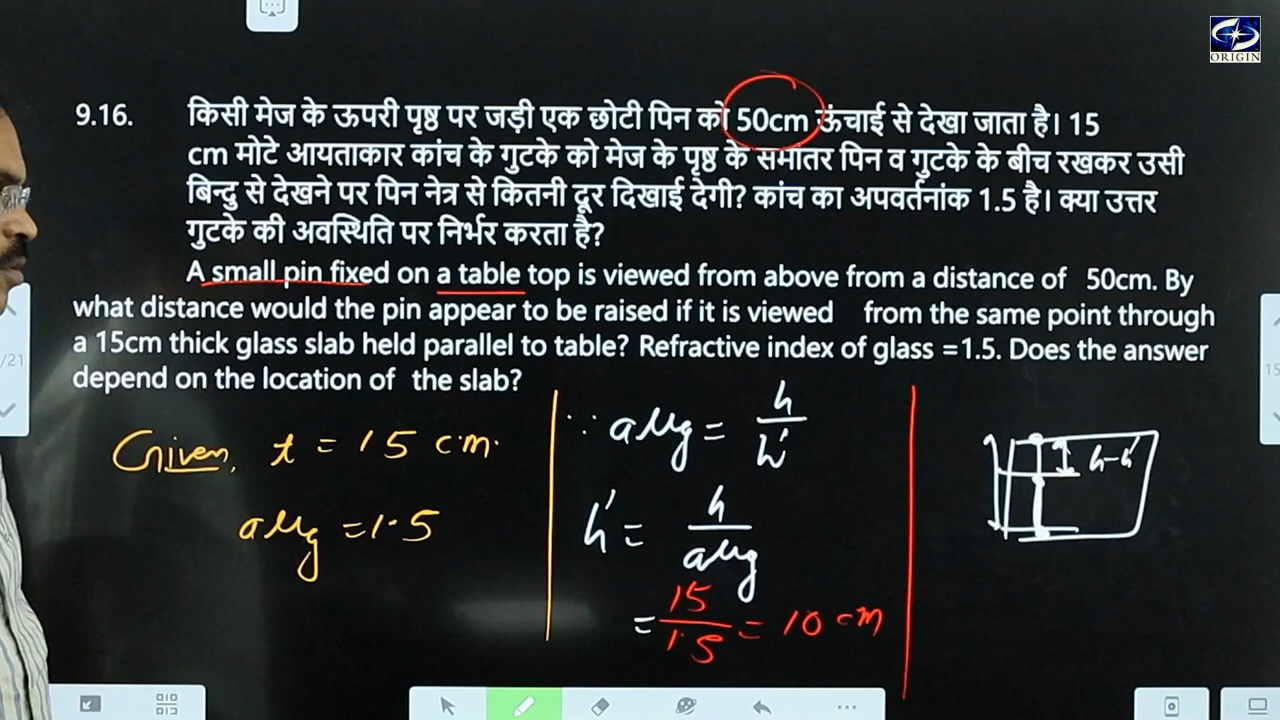 ORIGIN
9.16. किसी मेज के ऊपरी पृष्ठ पर जड़ी एक छोटी पिन को 50cm ऊंचाई से देखा जाता है। 15
cm मोटे आयताकार कांच के गुटके को मेज के पृष्ठ के समांतर पिन व गुटके के बीच रखकर उसी
बिन्दु से देखने पर पिन नेत्र से कितनी दूर दिखाई देगी? कांच का अपवर्तनांक 1.5 है। क्या उत्तर
गुटके की अवस्थिति पर निर्भर करता है?
A small pin fixed on a table top is viewed from above from a distance of 50cm. By
what distance would the pin appear to be raised if it is viewed from the same point through
a 15cm thick glass slab held parallel to table? Refractive index of glass =1.5. Does the answer
depend on the location of the slab?
Given, t = 15 cm.
aμg = 1.5
∵ aμg = h/h'
h' = h/aμg
= 15/1.5 = 10 cm
h-h'
/21
15